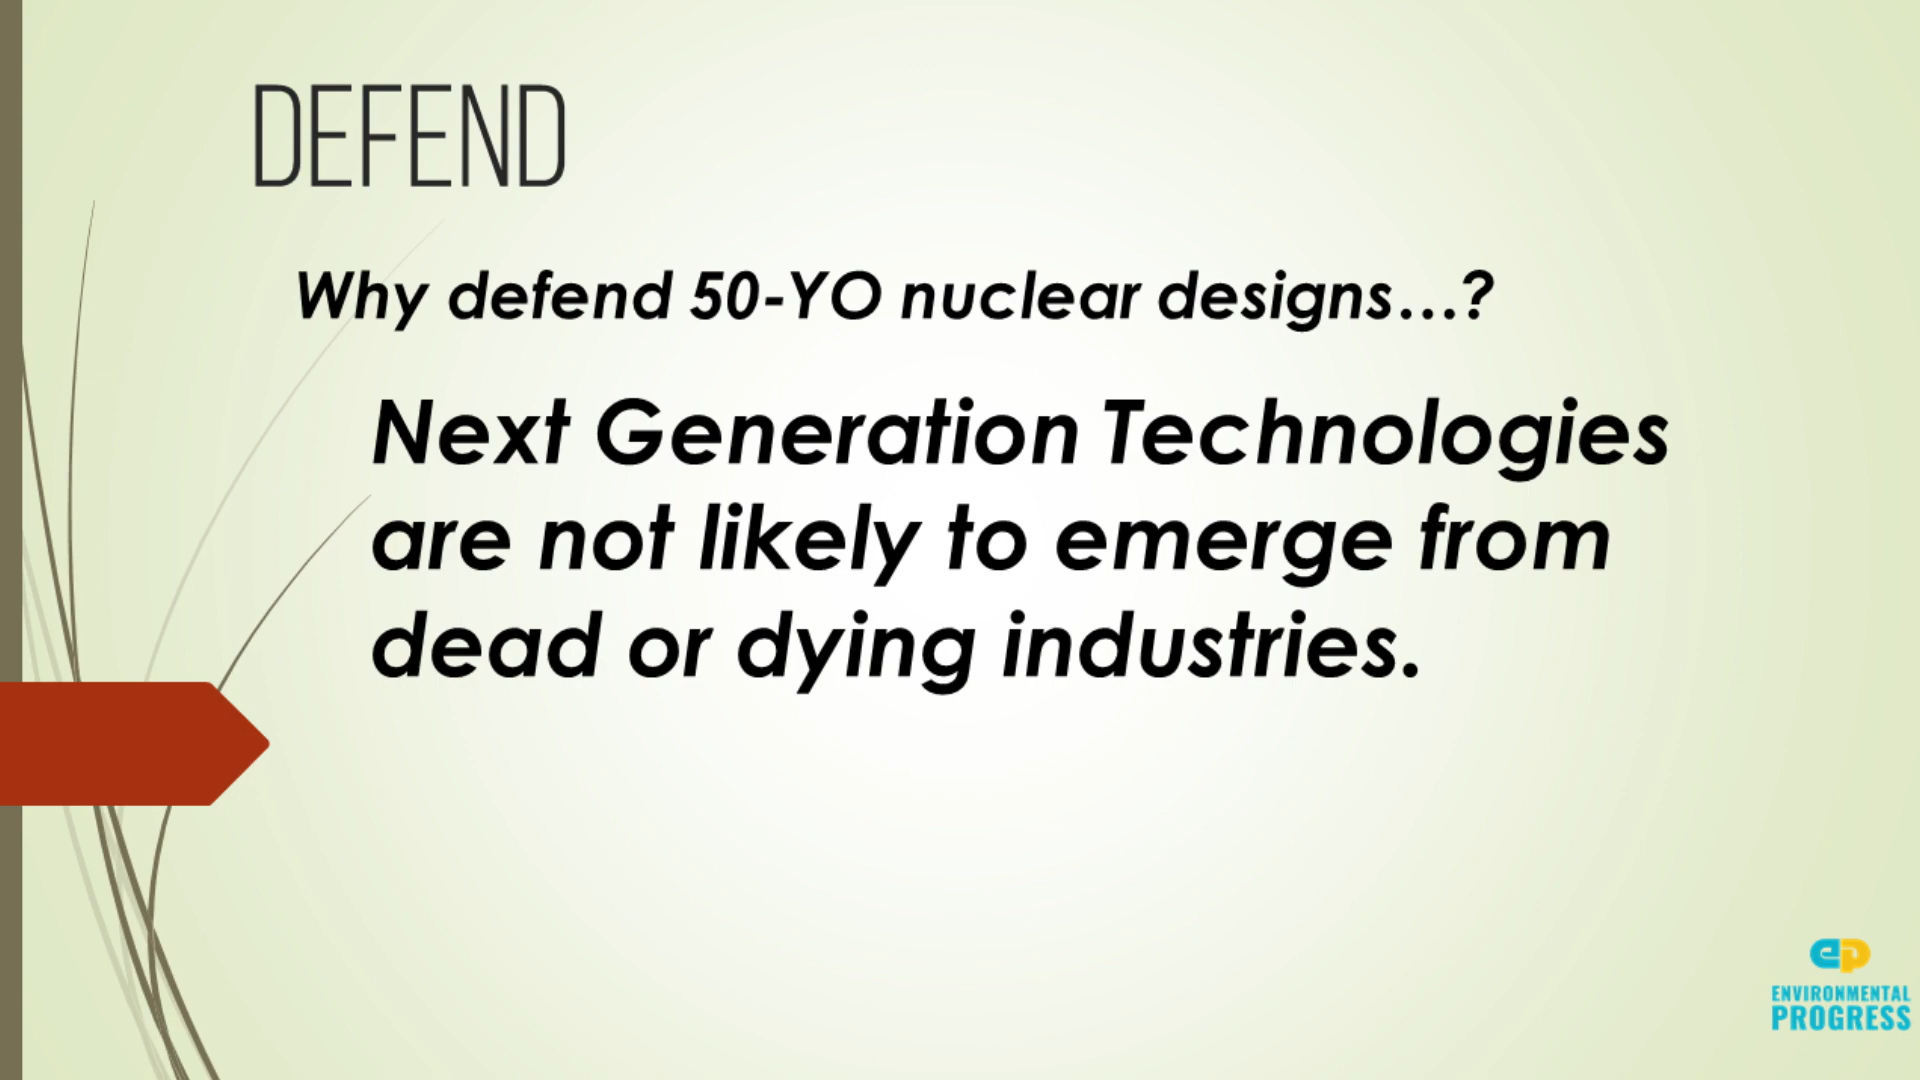 DEFEND
Why defend 50-YO nuclear designs...?
Next Generation Technologies
are not likely to emerge from
dead or dying industries.
ep
ENVIRONMENTAL
PROGRESS